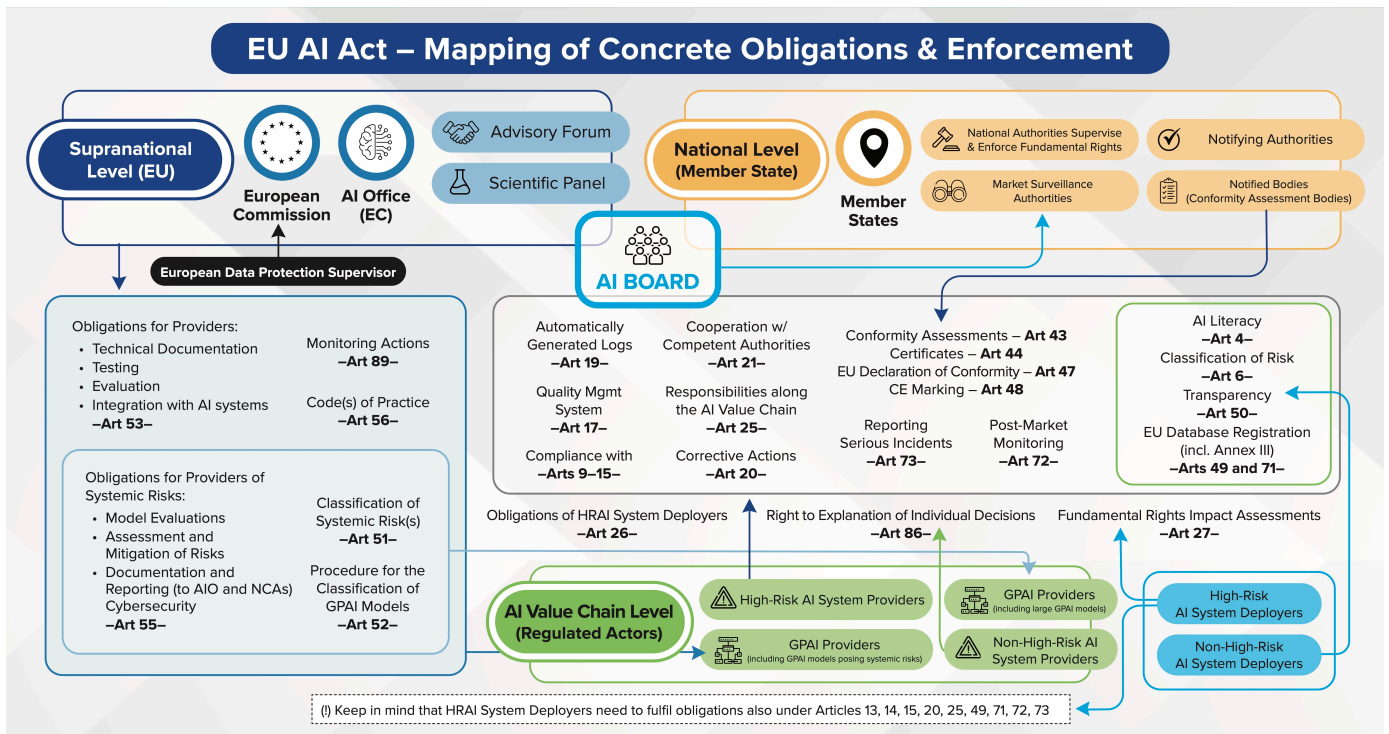 EU AI Act – Mapping of Concrete Obligations & Enforcement
Supranational
Level (EU)
European
Commission
AI Office
(EC)
Advisory Forum
Scientific Panel
European Data Protection Supervisor
National Level
(Member State)
Member
States
National Authorities Supervise
& Enforce Fundamental Rights
Market Surveillance
Authorities
Notifying Authorities
Notified Bodies
(Conformity Assessment Bodies)
AI BOARD
Obligations for Providers:
• Technical Documentation
• Testing
• Evaluation
• Integration with AI systems
–Art 53–
Monitoring Actions
–Art 89–
Code(s) of Practice
–Art 56–
Obligations for Providers of
Systemic Risks:
• Model Evaluations
• Assessment and
Mitigation of Risks
• Documentation and
Reporting (to AIO and NCAs)
Cybersecurity
–Art 55–
Classification of
Systemic Risk(s)
–Art 51–
Procedure for the
Classification of
GPAI Models
–Art 52–
Automatically
Generated Logs
–Art 19–
Quality Mgmt
System
–Art 17–
Compliance with
–Arts 9–15–
Cooperation w/
Competent Authorities
–Art 21–
Responsibilities along
the AI Value Chain
–Art 25–
Corrective Actions
–Art 20–
Conformity Assessments – Art 43
Certificates – Art 44
EU Declaration of Conformity – Art 47
CE Marking – Art 48
Reporting
Serious Incidents
–Art 73–
Post-Market
Monitoring
–Art 72–
AI Literacy
–Art 4–
Classification of Risk
–Art 6–
Transparency
–Art 50–
EU Database Registration
(incl. Annex III)
–Arts 49 and 71–
Obligations of HRAI System Deployers
–Art 26–
Right to Explanation of Individual Decisions
–Art 86–
Fundamental Rights Impact Assessments
–Art 27–
AI Value Chain Level
(Regulated Actors)
High-Risk AI System Providers
GPAI Providers
(including GPAI models posing systemic risks)
GPAI Providers
(including large GPAI models)
Non-High-Risk AI
System Providers
High-Risk
AI System Deployers
Non-High-Risk
AI System Deployers
(!) Keep in mind that HRAI System Deployers need to fulfil obligations also under Articles 13, 14, 15, 20, 25, 49, 71, 72, 73